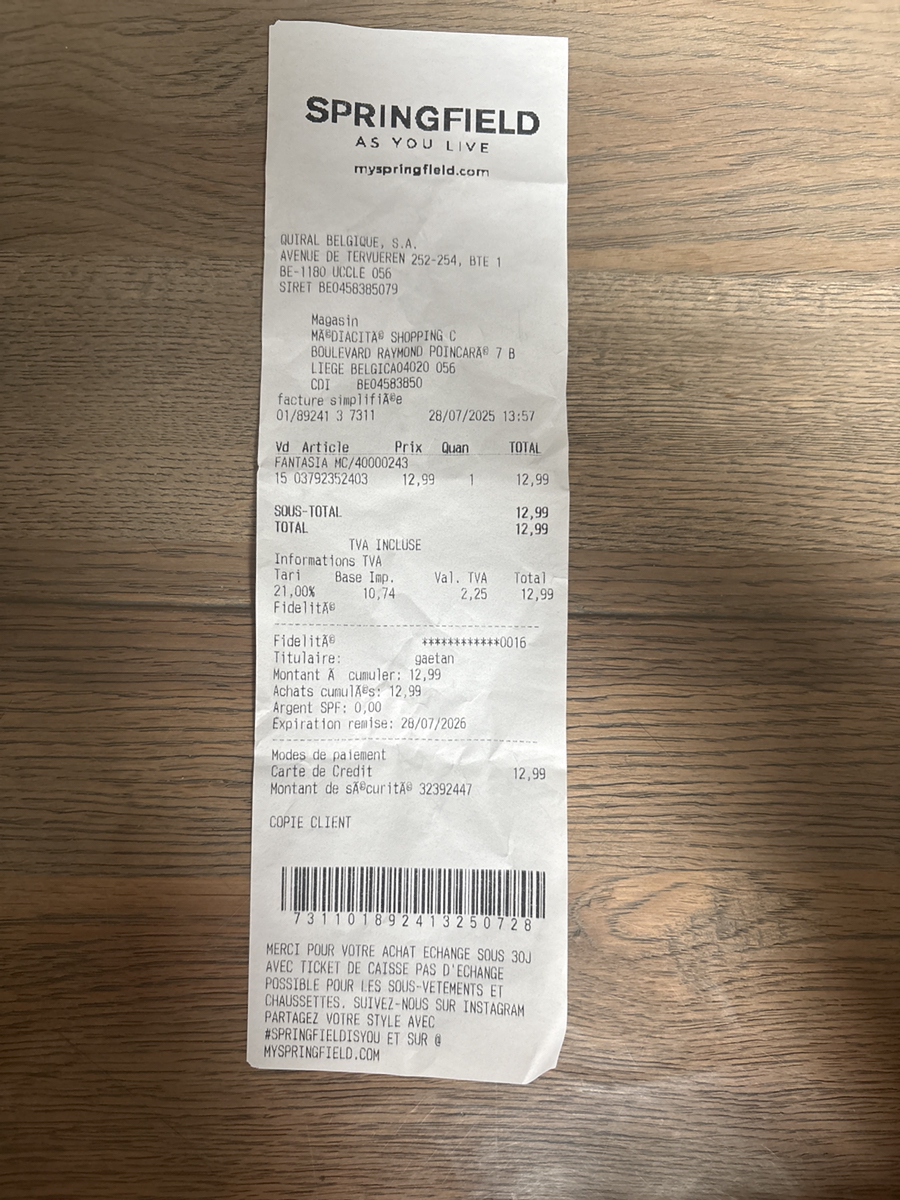 SPRINGFIELD
AS YOU LIVE
myspringfield.com
QUIRAL BELGIQUE, S.A.
AVENUE DE TERVUEREN 252-254, BTE 1
BE-1180 UCCLE 056
SIRET BE0458385079
Magasin
MÃ©DIACITÃ© SHOPPING C
BOULEVARD RAYMOND POINCARÃ© 7 B
LIEGE BELGICA04020 056
CDI BE04583850
facture simplifiÃ©e
01/89241 3 7311 28/07/2025 13:57
Vd Article Prix Quan TOTAL
FANTASIA MC/40000243
15 03792352403 12,99 1 12,99
SOUS-TOTAL 12,99
TOTAL 12,99
TVA INCLUSE
Informations TVA
Tari Base Imp. Val. TVA Total
21,00% 10,74 2,25 12,99
FidelitÃ©
FidelitÃ© ************0016
Titulaire: gaetan
Montant Ã cumuler: 12,99
Achats cumulÃ©s: 12,99
Argent SPF: 0,00
Expiration remise: 28/07/2026
Modes de paiement
Carte de Credit 12,99
Montant de sÃ©curitÃ© 32392447
COPIE CLIENT
731101892413250728
MERCI POUR VOTRE ACHAT ECHANGE SOUS 30J
AVEC TICKET DE CAISSE PAS D'ECHANGE
POSSIBLE POUR LES SOUS-VETEMENTS ET
CHAUSSETTES. SUIVEZ-NOUS SUR INSTAGRAM
PARTAGEZ VOTRE STYLE AVEC
#SPRINGFIELDISYOU ET SUR @
MYSPRINGFIELD.COM